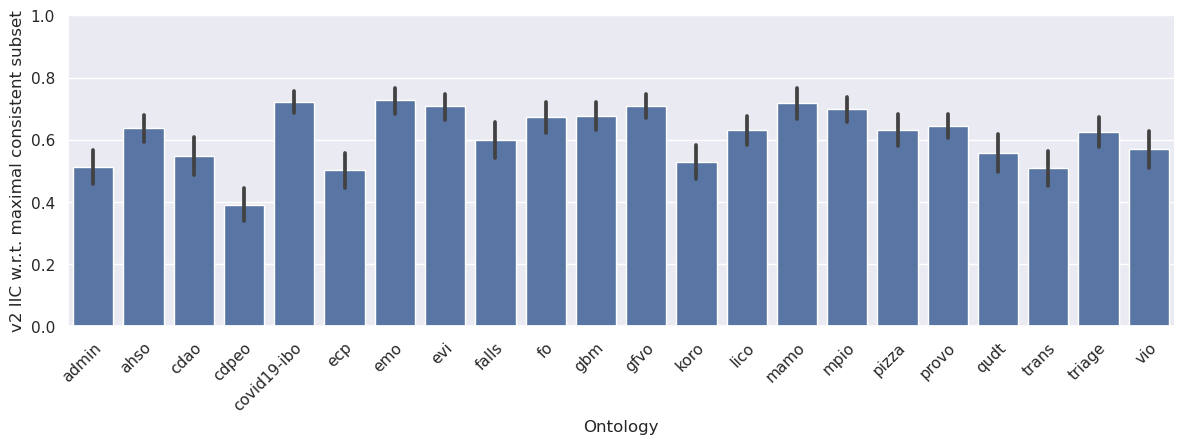 v2 IIC w.r.t. maximal consistent subset
1.0
0.8
0.6
0.4
0.2
0.0
admin
ahso
cdao
cdpeo
covid19-ibo
ecp
emo
evi
falls
fo
gbm
gfvo
koro
lico
mamo
mpio
pizza
provo
qudt
trans
triage
vio
Ontology